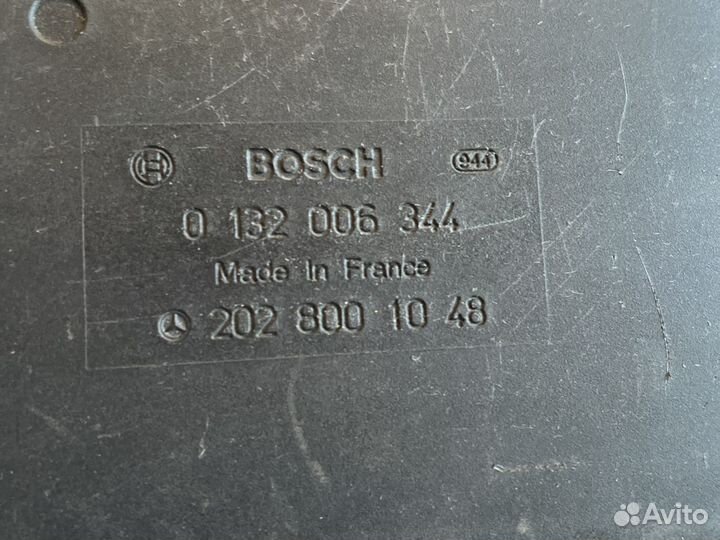 BOSCH 944
0 132 006 344
Made in France
202 800 10 48
Avito